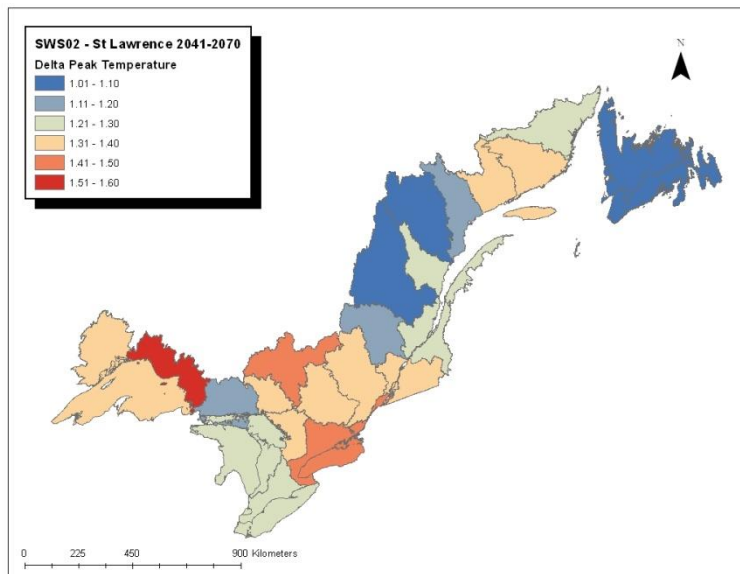 SWS02 - St Lawrence 2041-2070
Delta Peak Temperature
1.01 - 1.10
1.11 - 1.20
1.21 - 1.30
1.31 - 1.40
1.41 - 1.50
1.51 - 1.60
N
0 225 450 900 Kilometers